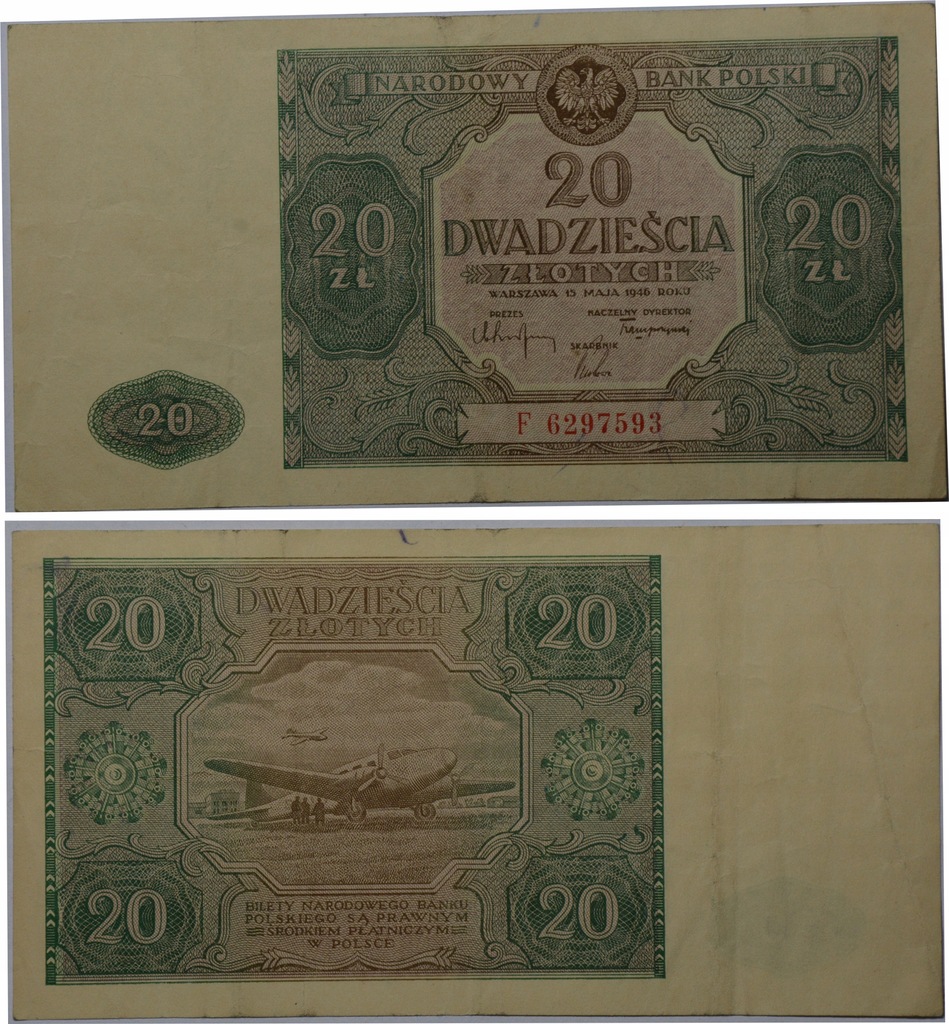 NARODOWY BANK POLSKI
20
DWADZIEŚCIA
ZŁOTYCH
WARSZAWA 15 MAJA 1946 ROKU
PREZES NACZELNY DYREKTOR
SKARBNIK
20 ZŁ
20 ZŁ
F 6297593
20
DWADZIEŚCIA
ZŁOTYCH
20
20
20
20
BILETY NARODOWEGO BANKU
POLSKIEGO SĄ PRAWNYM
ŚRODKIEM PŁATNICZYM
W POLSCE